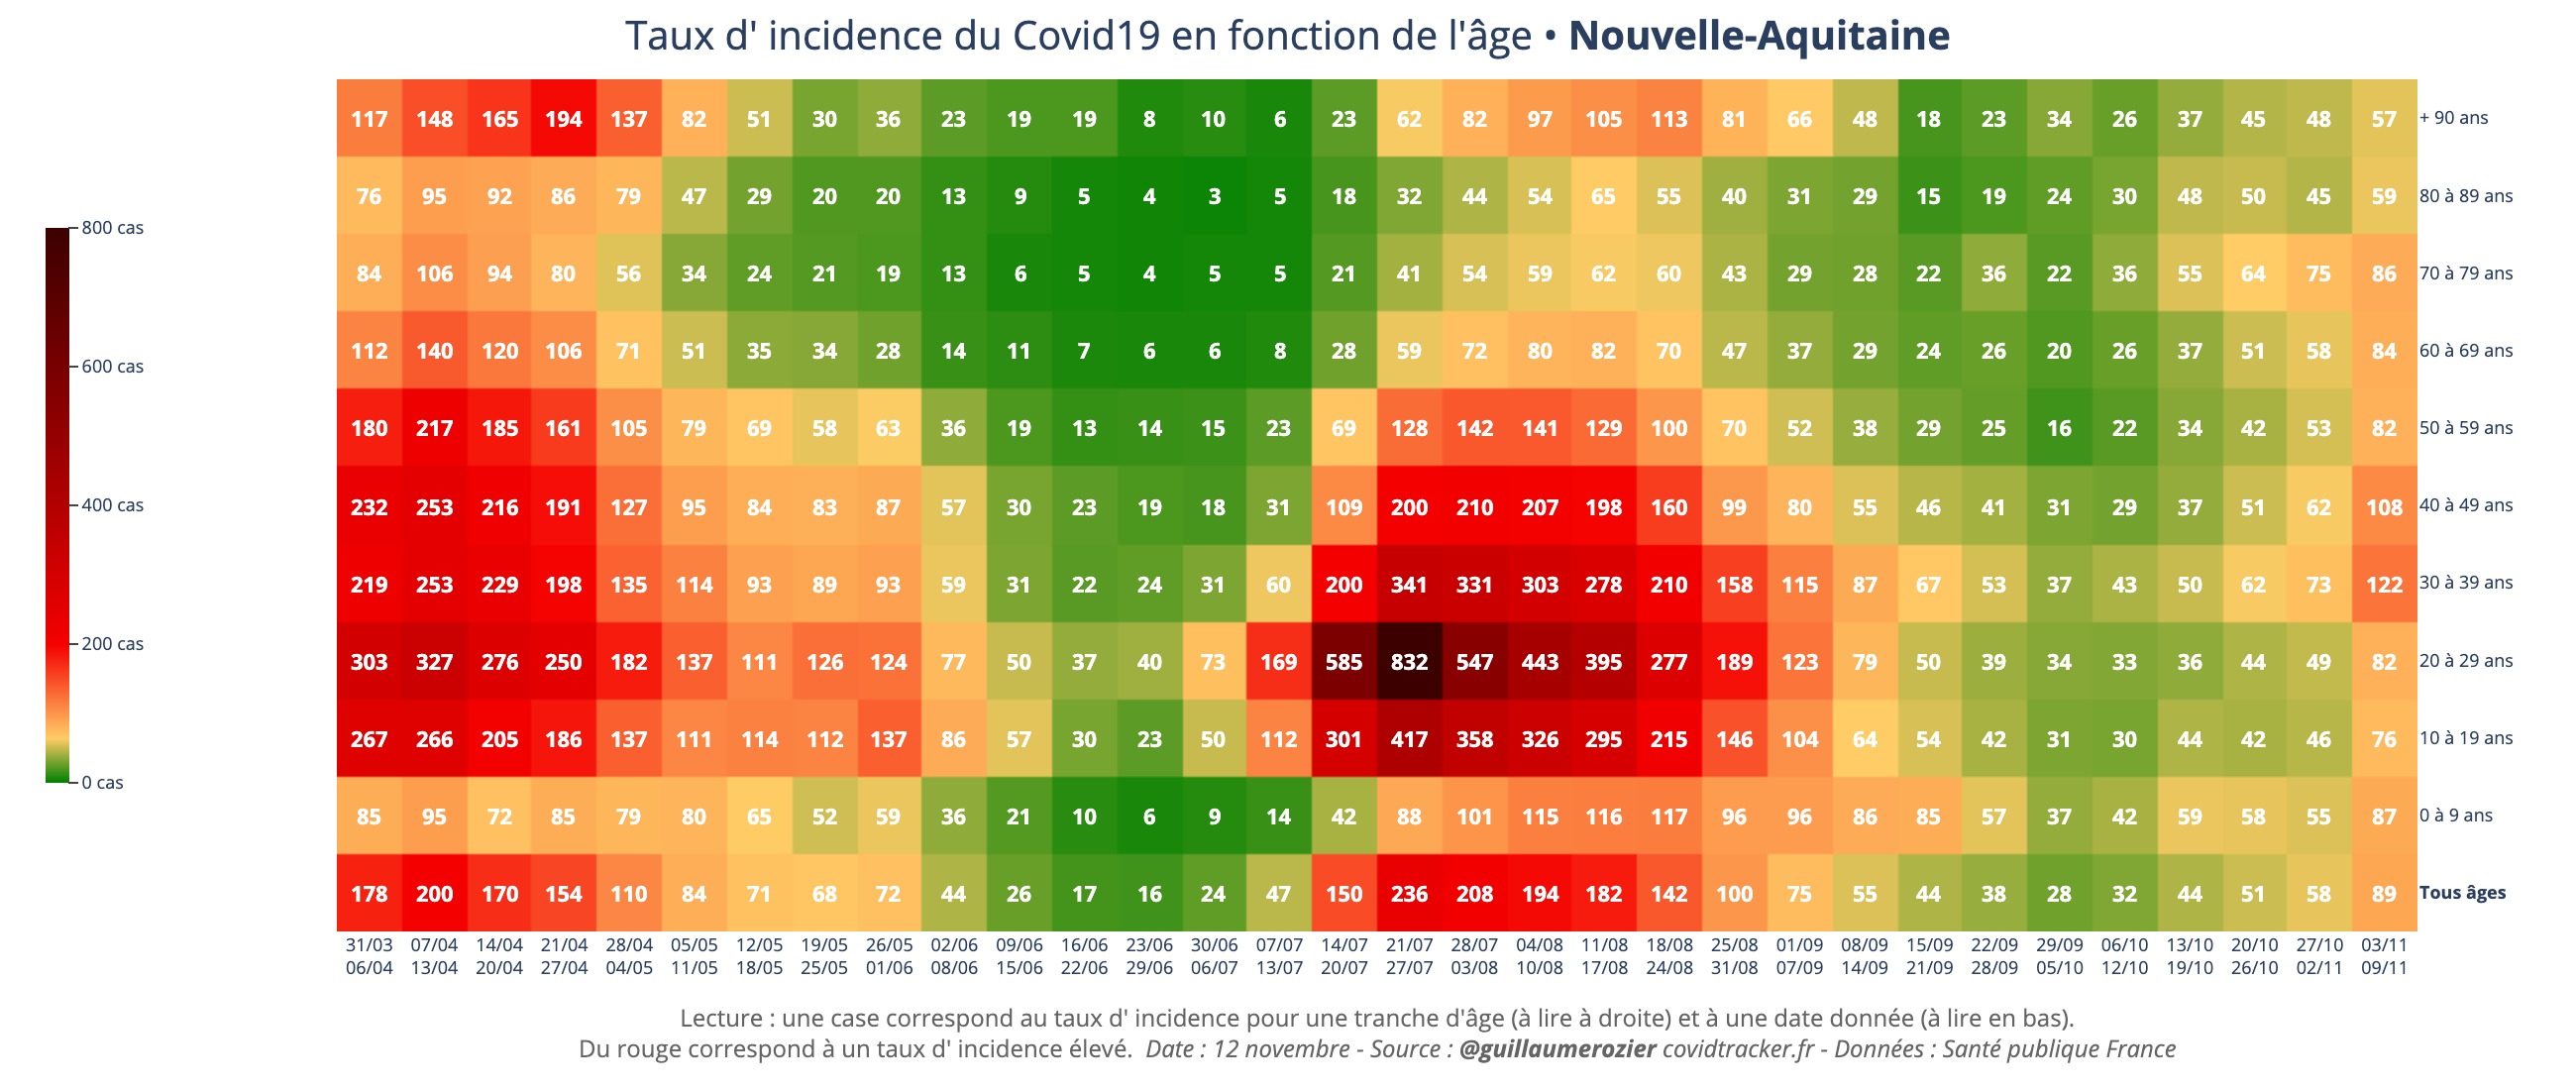 Taux d' incidence du Covid19 en fonction de l'âge • Nouvelle-Aquitaine
800 cas
600 cas
400 cas
200 cas
0 cas
117 148 165 194 137 82 51 30 36 23 19 19 8 10 6 23 62 82 97 105 113 81 66 48 18 23 34 26 37 45 48 57 + 90 ans
76 95 92 86 79 47 29 20 20 13 9 5 4 3 5 18 32 44 54 65 55 40 31 29 15 19 24 30 48 50 45 59 80 à 89 ans
84 106 94 80 56 34 24 21 19 13 6 5 4 5 5 21 41 54 59 62 60 43 29 28 22 36 22 36 55 64 75 86 70 à 79 ans
112 140 120 106 71 51 35 34 28 14 11 7 6 6 8 28 59 72 80 82 70 47 37 29 24 26 20 26 37 51 58 84 60 à 69 ans
180 217 185 161 105 79 69 58 63 36 19 13 14 15 23 69 128 142 141 129 100 70 52 38 29 25 16 22 34 42 53 82 50 à 59 ans
232 253 216 191 127 95 84 83 87 57 30 23 19 18 31 109 200 210 207 198 160 99 80 55 46 41 31 29 37 51 62 108 40 à 49 ans
219 253 229 198 135 114 93 89 93 59 31 22 24 31 60 200 341 331 303 278 210 158 115 87 67 53 37 43 50 62 73 122 30 à 39 ans
303 327 276 250 182 137 111 126 124 77 50 37 40 73 169 585 832 547 443 395 277 189 123 79 50 39 34 33 36 44 49 82 20 à 29 ans
267 266 205 186 137 111 114 112 137 86 57 30 23 50 112 301 417 358 326 295 215 146 104 64 54 42 31 30 44 42 46 76 10 à 19 ans
85 95 72 85 79 80 65 52 59 36 21 10 6 9 14 42 88 101 115 116 117 96 96 86 85 57 37 42 59 58 55 87 0 à 9 ans
178 200 170 154 110 84 71 68 72 44 26 17 16 24 47 150 236 208 194 182 142 100 75 55 44 38 28 32 44 51 58 89 Tous âges
31/03 07/04 14/04 21/04 28/04 05/05 12/05 19/05 26/05 02/06 09/06 16/06 23/06 30/06 07/07 14/07 21/07 28/07 04/08 11/08 18/08 25/08 01/09 08/09 15/09 22/09 29/09 06/10 13/10 20/10 27/10 03/11
06/04 13/04 20/04 27/04 04/05 11/05 18/05 25/05 01/06 08/06 15/06 22/06 29/06 06/07 13/07 20/07 27/07 03/08 10/08 17/08 24/08 31/08 07/09 14/09 21/09 28/09 05/10 12/10 19/10 26/10 02/11 09/11
Lecture : une case correspond au taux d' incidence pour une tranche d'âge (à lire à droite) et à une date donnée (à lire en bas).
Du rouge correspond à un taux d' incidence élevé. Date : 12 novembre - Source : @guillaumerozier covidtracker.fr - Données : Santé publique France